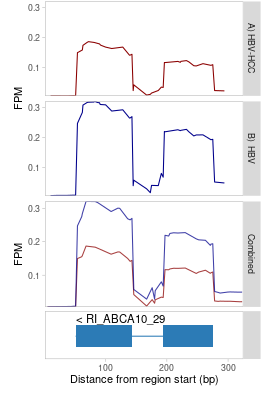 0.3
0.2
0.1
A) HBV-HCC
FPM
0.3
0.2
0.1
B) HBV
0.3
0.2
0.1
FPM
Combined
< RI_ABCA10_29
100
200
300
Distance from region start (bp)